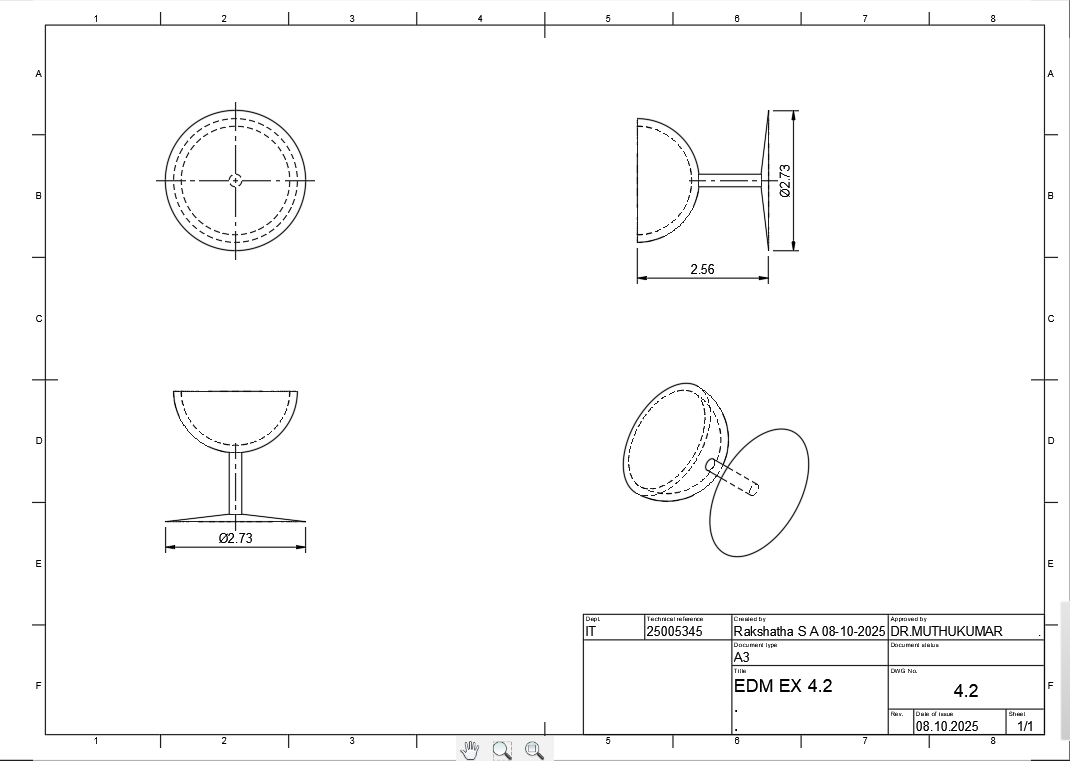 1 2 3 4 5 6 7 8
A A
B B
C C
D D
E E
F F
Ø2.73
2.56
Ø2.73
Dept. Technical reference Created by Approved by
IT 25005345 Rakshatha S A 08-10-2025 DR.MUTHUKUMAR .
Document type Document status
A3
Title DWG No.
EDM EX 4.2 4.2
.
Rev. Date of issue Sheet
. 08.10.2025 1/1
1 2 3 5 6 7 8